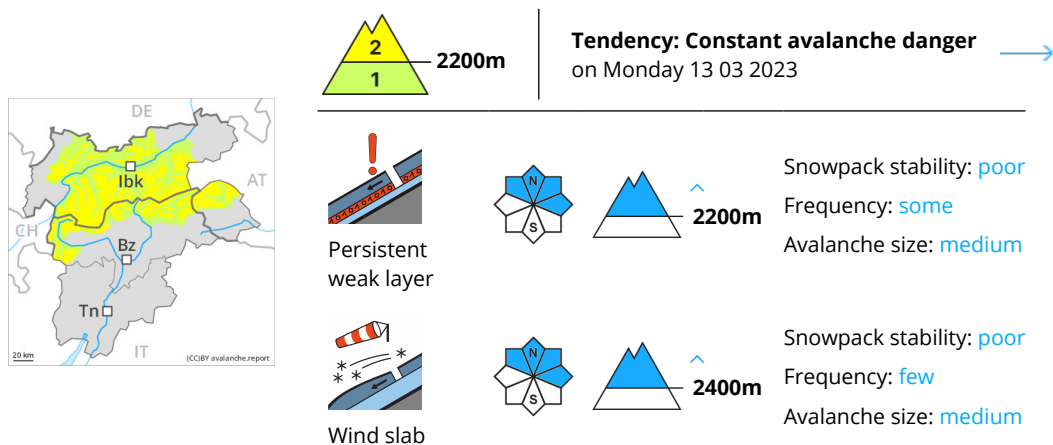 2
1
2200m
Tendency: Constant avalanche danger
on Monday 13 03 2023
DE
Ibk
AT
CH
Bz
Tn
IT
20 km
(CC)BY avalanche.report
Persistent
weak layer
N
S
2200m
Snowpack stability: poor
Frequency: some
Avalanche size: medium
Wind slab
N
S
2400m
Snowpack stability: poor
Frequency: few
Avalanche size: medium